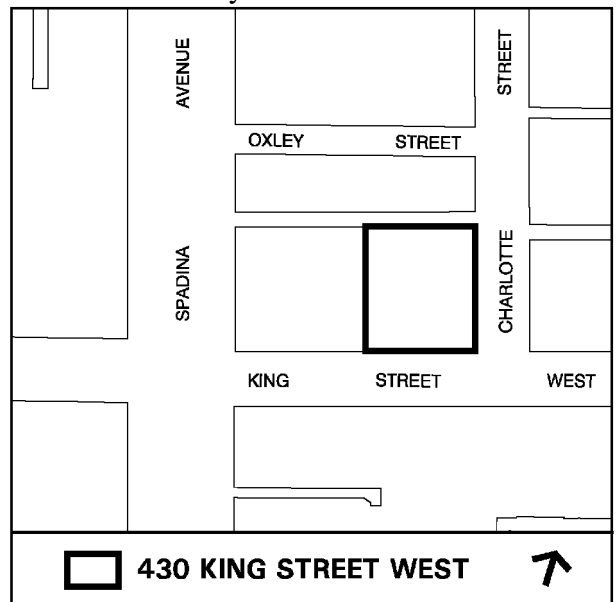 SPADINA AVENUE
CHARLOTTE STREET
OXLEY STREET
KING STREET WEST
430 KING STREET WEST